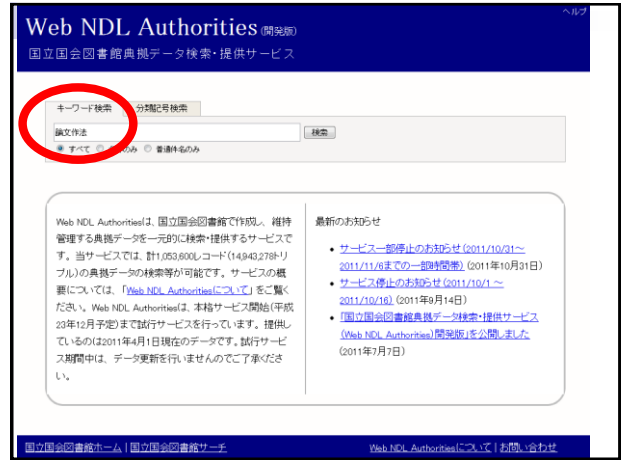 ヘルプ
Web NDL Authorities (開発版)
国立国会図書館典拠データ検索・提供サービス
キーワード検索 分類記号検索
論文作法 検索
すべて のみ 普通件名のみ
Web NDL Authoritiesは、国立国会図書館で作成し、維持
管理する典拠データを一元的に検索・提供するサービスで
す。当サービスでは、計1,053,600レコード(14,943,278トリ
プル)の典拠データの検索等が可能です。サービスの概
要については、「Web NDL Authoritiesについて」をご覧く
ださい。Web NDL Authoritiesは、本格サービス開始(平成
23年12月予定)まで試行サービスを行っています。提供し
ているのは2011年4月1日現在のデータです。試行サービ
ス期間中は、データ更新を行いませんのでご了承くださ
い。
最新のお知らせ
サービス一部停止のお知らせ(2011/10/31～
2011/11/6までの一部時間帯) (2011年10月31日)
サービス停止のお知らせ(2011/10/1 ～
2011/10/16) (2011年9月14日)
「国立国会図書館典拠データ検索・提供サービス
(Web NDL Authorities)開発版」を公開しました
(2011年7月7日)
国立国会図書館ホーム | 国立国会図書館サーチ
Web NDL Authoritiesについて | お問い合わせ